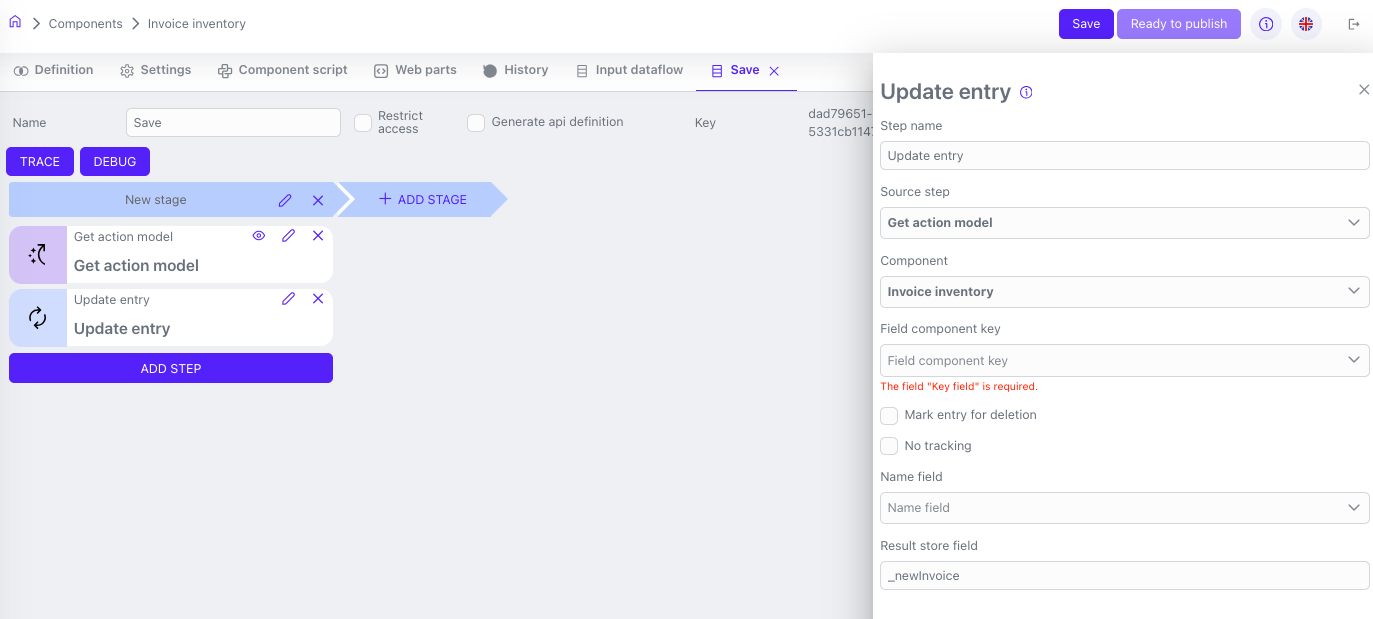 Components
Invoice inventory
Save
Ready to publish
Definition
Settings
Component script
Web parts
History
Input dataflow
Save
Name
Save
Restrict
access
Generate api definition
Key
dad79651-
5331cb1147
TRACE
DEBUG
New stage
ADD STAGE
Get action model
Get action model
Update entry
Update entry
ADD STEP
Update entry
Step name
Update entry
Source step
Get action model
Component
Invoice inventory
Field component key
Field component key
The field "Key field" is required.
Mark entry for deletion
No tracking
Name field
Name field
Result store field
_newInvoice